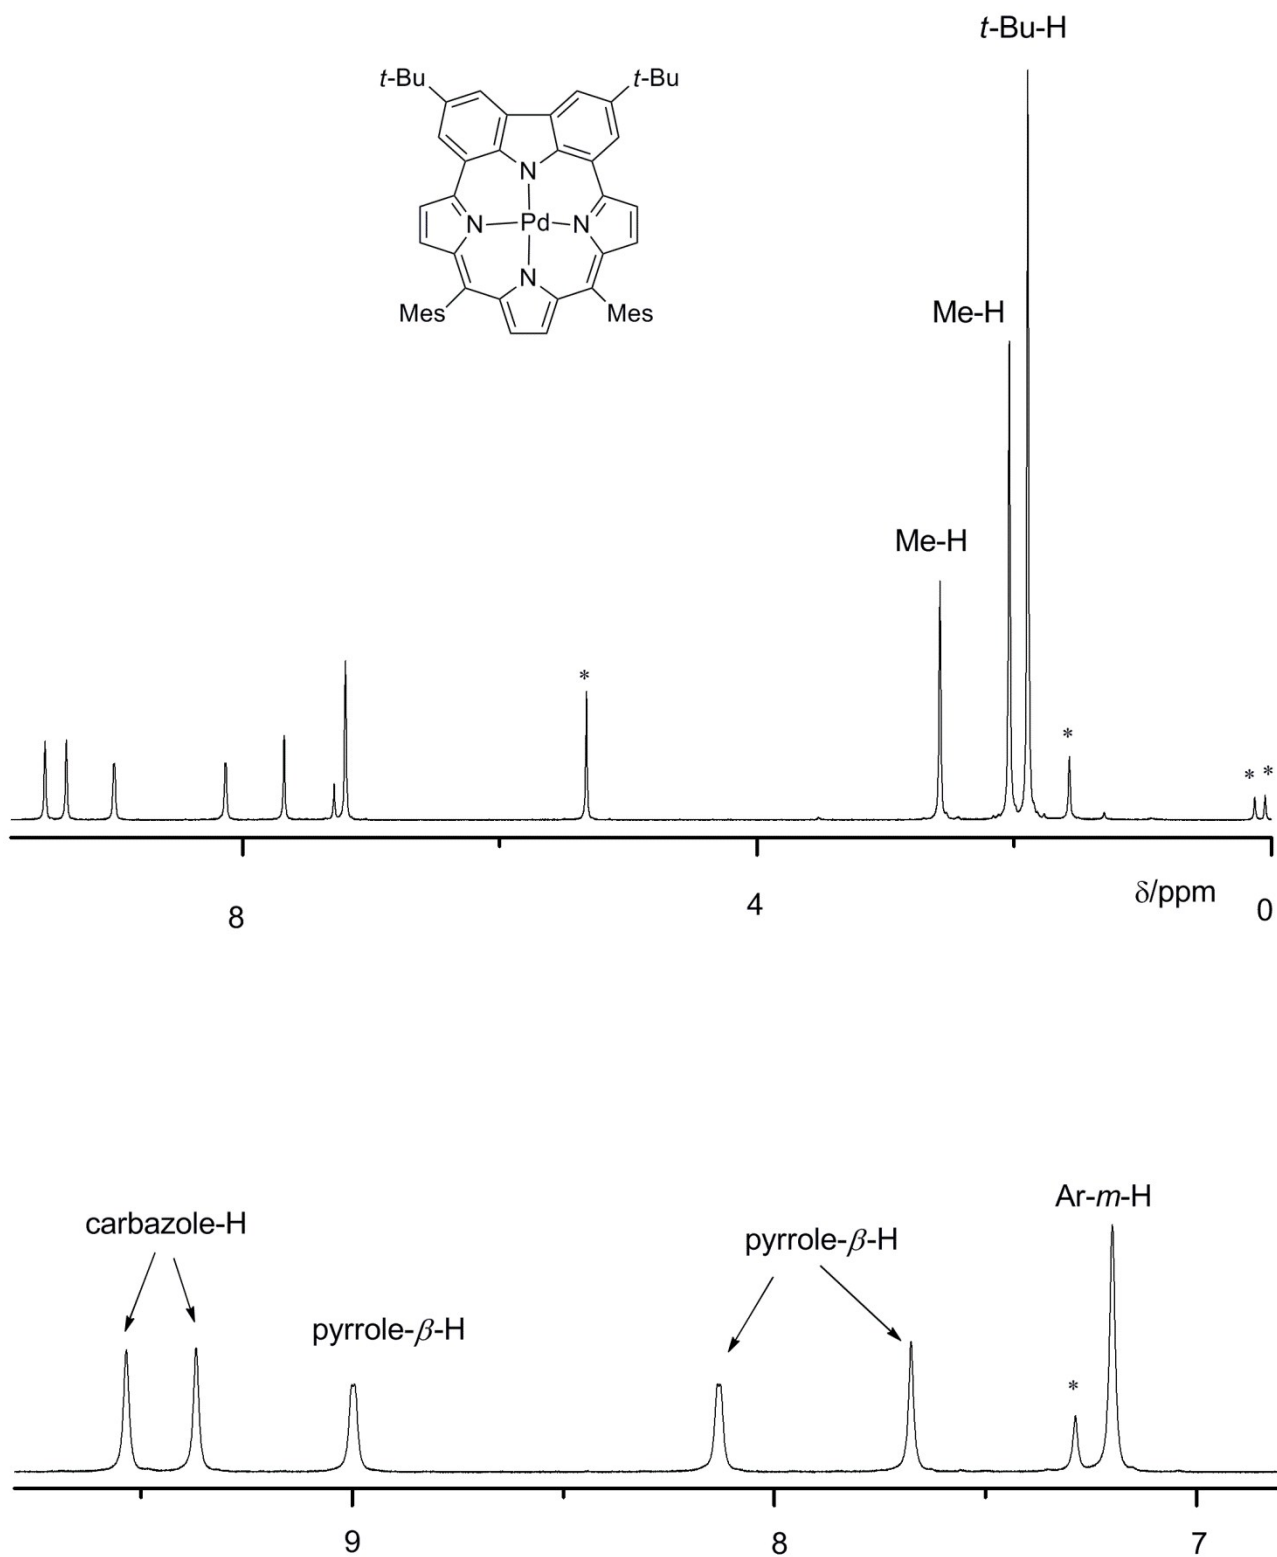 t-Bu-H
t-Bu
t-Bu
N
N
Pd
N
N
Mes
Mes
Me-H
Me-H
*
*
*
*
8
4
δ/ppm
0
carbazole-H
pyrrole-β-H
pyrrole-β-H
Ar-m-H
*
9
8
7